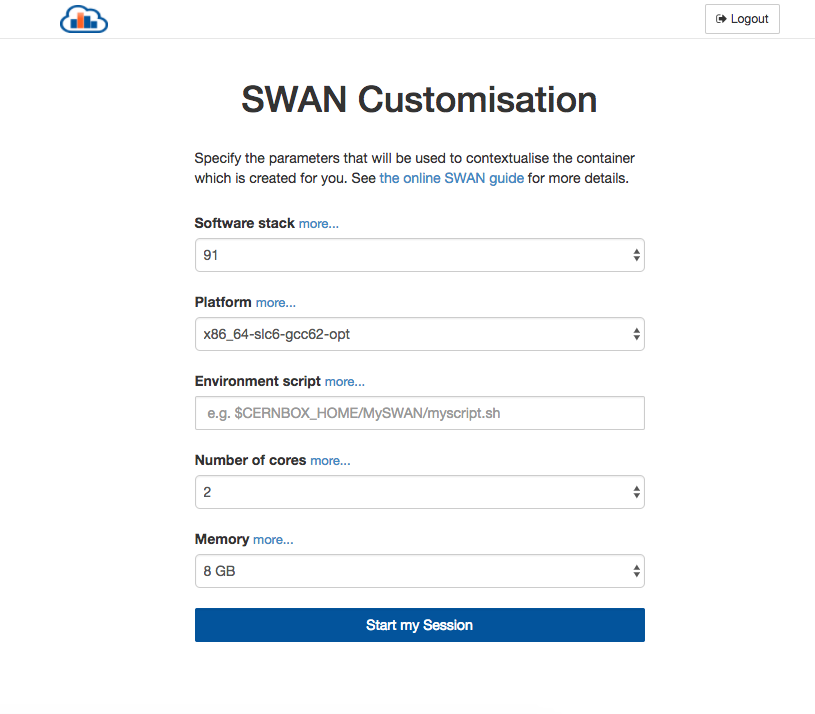 Logout
SWAN Customisation
Specify the parameters that will be used to contextualise the container
which is created for you. See the online SWAN guide for more details.
Software stack more...
91
Platform more...
x86_64-slc6-gcc62-opt
Environment script more...
e.g. $CERNBOX_HOME/MySWAN/myscript.sh
Number of cores more...
2
Memory more...
8 GB
Start my Session